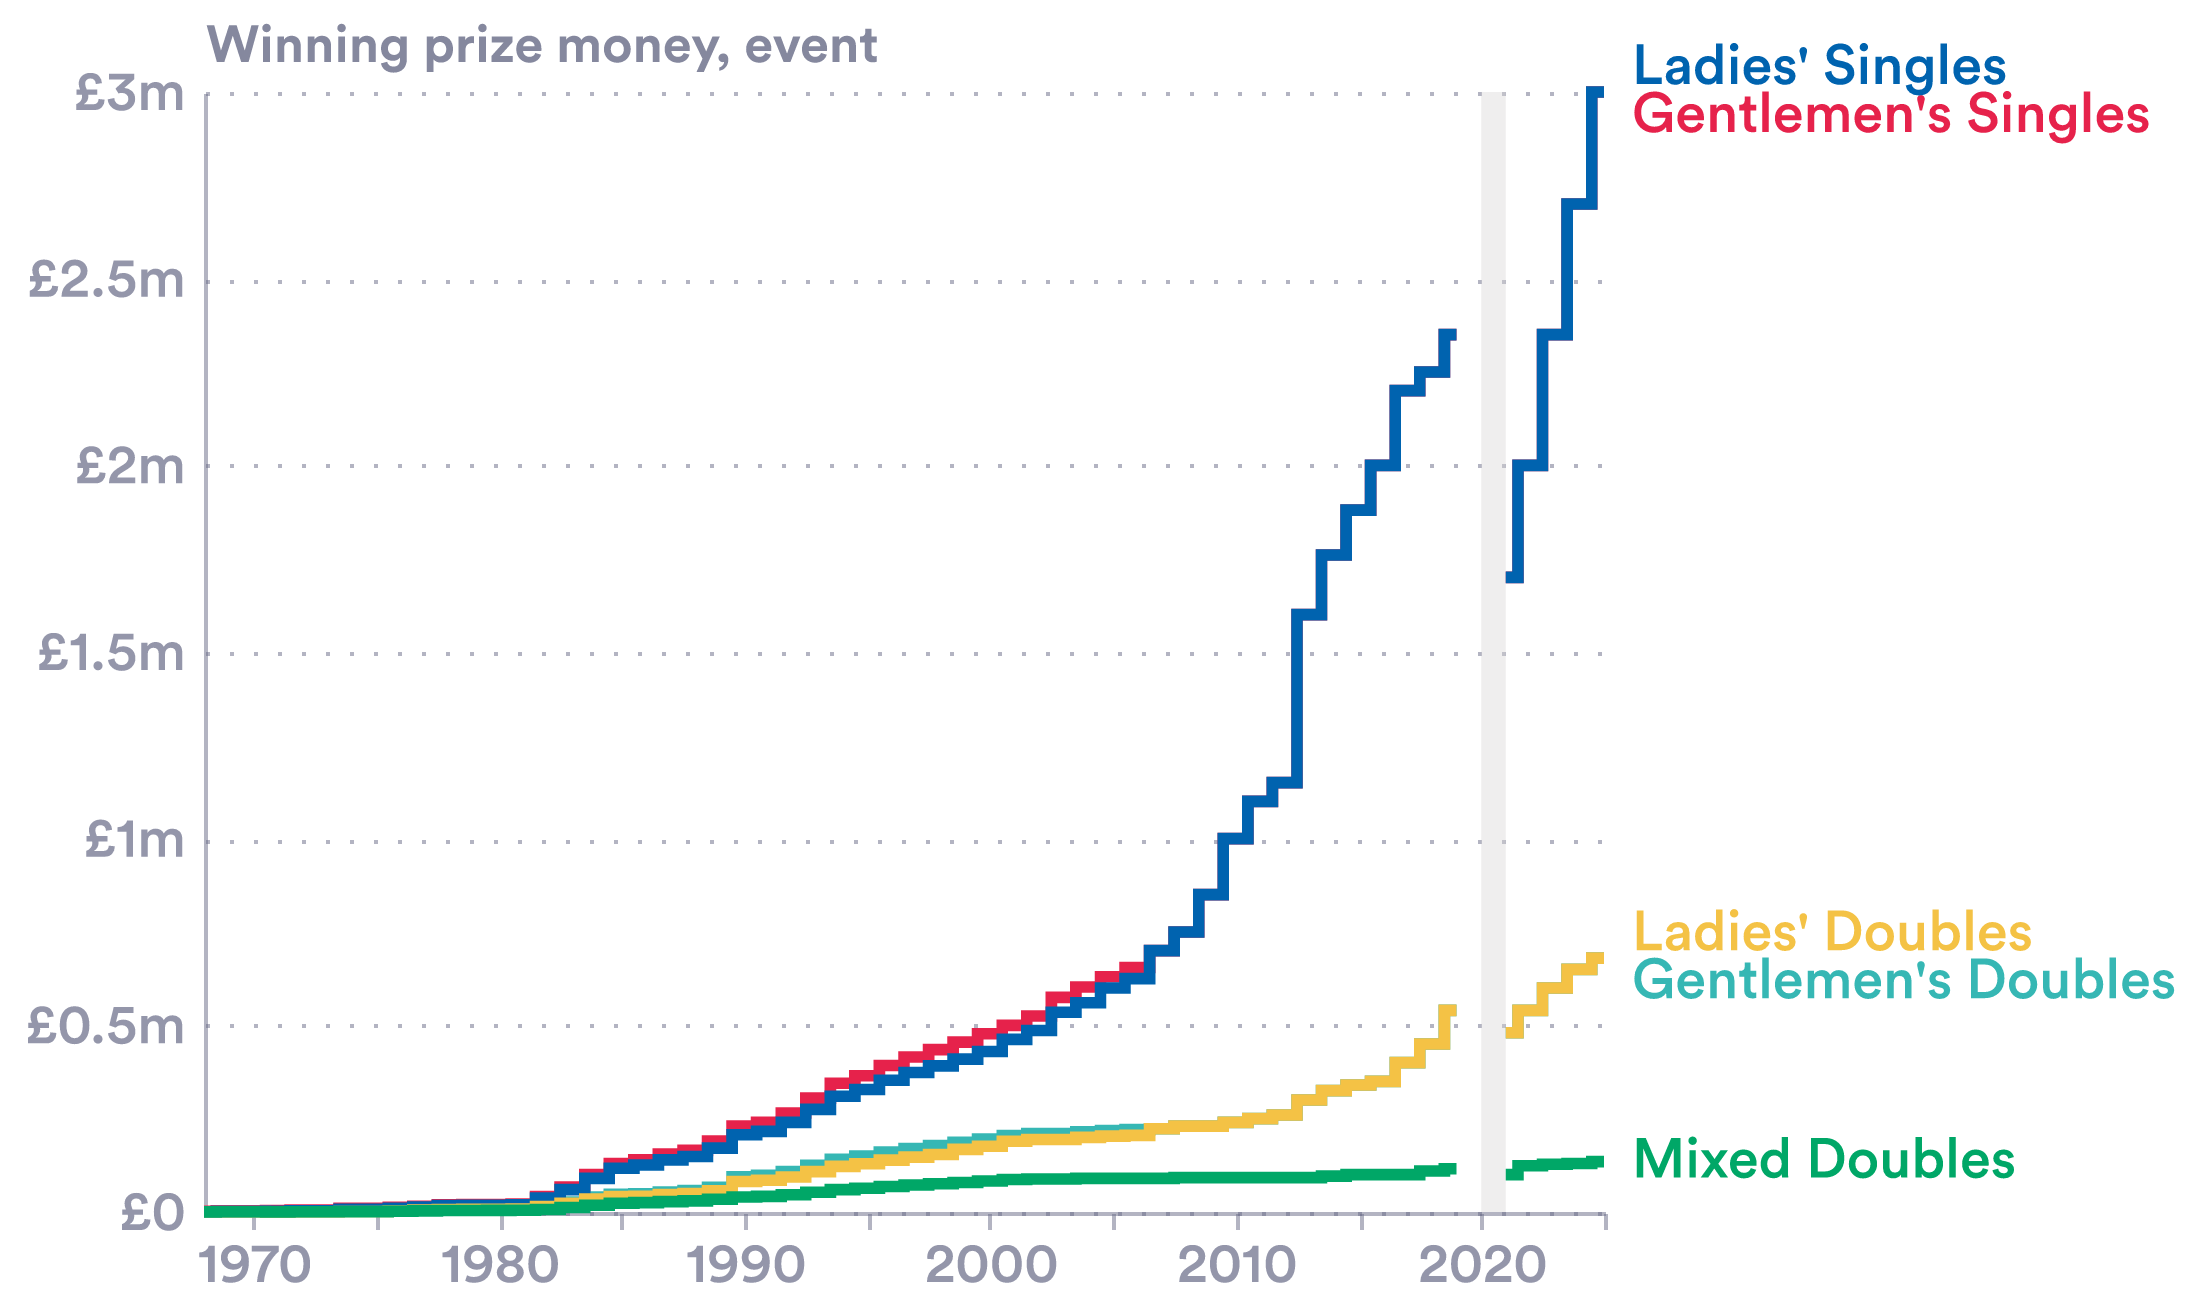 Winning prize money, event
£3m
£2.5m
£2m
£1.5m
£1m
£0.5m
£0
1970 1980 1990 2000 2010 2020
Ladies' Singles
Gentlemen's Singles
Ladies' Doubles
Gentlemen's Doubles
Mixed Doubles